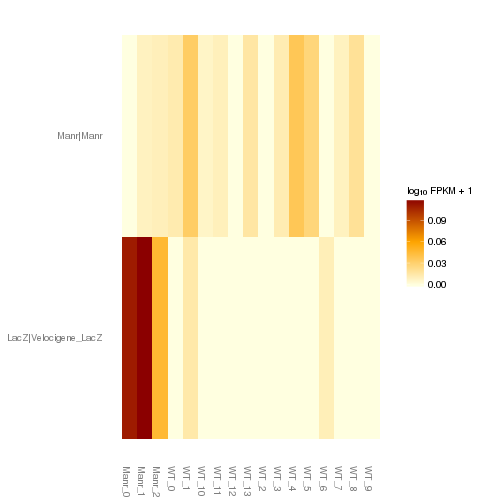 Manr|Manr
LacZ|Velocigene_LacZ
log₁₀ FPKM + 1
0.09
0.06
0.03
0.00
Manr_0
Manr_1
Manr_2
WT_0
WT_1
WT_10
WT_11
WT_12
WT_13
WT_2
WT_3
WT_4
WT_5
WT_6
WT_7
WT_8
WT_9